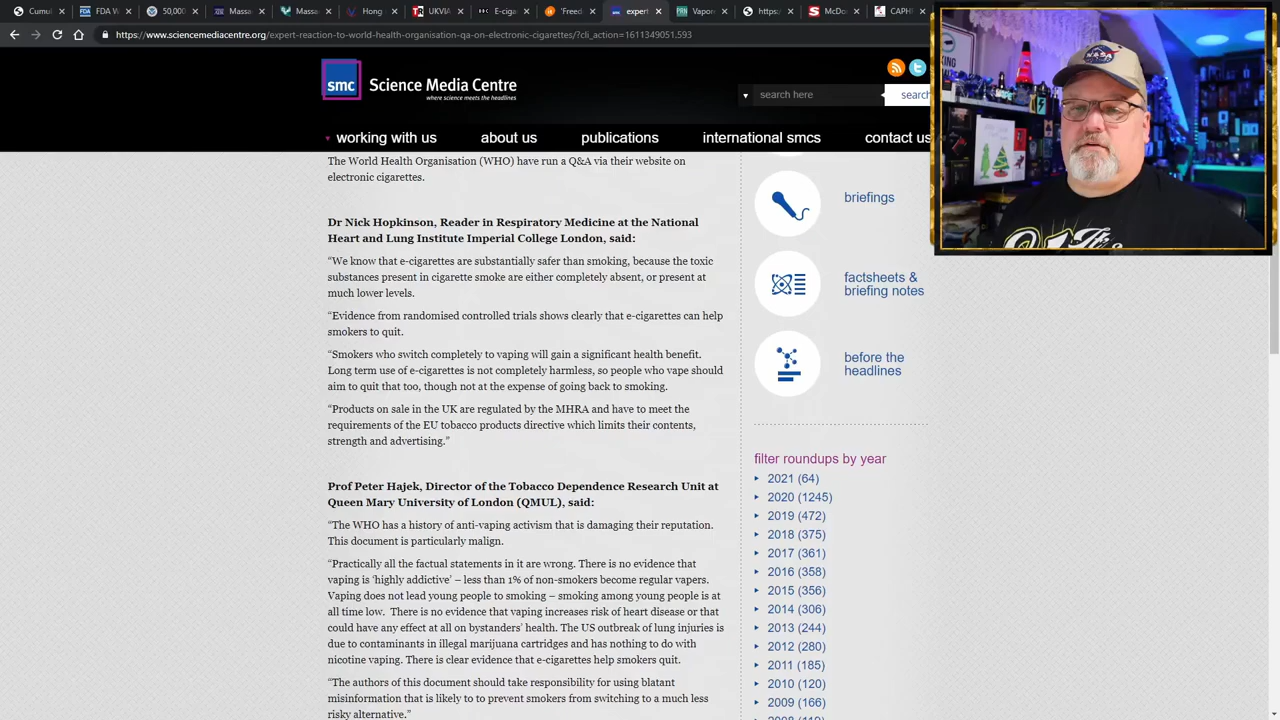 Cumul
FDA W
50,000
Masse
Massa
Hong
UKVIA
E-ciga
'Freed
expert
Vapor
https:/
McDo
CAPH
https://www.sciencemediacentre.org/expert-reaction-to-world-health-organisation-qa-on-electronic-cigarettes/?cli_action=1611349051.593
smc Science Media Centre
where science meets the headlines
search here
search
working with us about us publications international smcs contact us
The World Health Organisation (WHO) have run a Q&A via their website on
electronic cigarettes.
Dr Nick Hopkinson, Reader in Respiratory Medicine at the National
Heart and Lung Institute Imperial College London, said:
“We know that e-cigarettes are substantially safer than smoking, because the toxic
substances present in cigarette smoke are either completely absent, or present at
much lower levels.
“Evidence from randomised controlled trials shows clearly that e-cigarettes can help
smokers to quit.
“Smokers who switch completely to vaping will gain a significant health benefit.
Long term use of e-cigarettes is not completely harmless, so people who vape should
aim to quit that too, though not at the expense of going back to smoking.
“Products on sale in the UK are regulated by the MHRA and have to meet the
requirements of the EU tobacco products directive which limits their contents,
strength and advertising.”
Prof Peter Hajek, Director of the Tobacco Dependence Research Unit at
Queen Mary University of London (QMUL), said:
“The WHO has a history of anti-vaping activism that is damaging their reputation.
This document is particularly malign.
“Practically all the factual statements in it are wrong. There is no evidence that
vaping is ‘highly addictive’ – less than 1% of non-smokers become regular vapers.
Vaping does not lead young people to smoking – smoking among young people is at
all time low.  There is no evidence that vaping increases risk of heart disease or that
could have any effect at all on bystanders’ health. The US outbreak of lung injuries is
due to contaminants in illegal marijuana cartridges and has nothing to do with
nicotine vaping. There is clear evidence that e-cigarettes help smokers quit.
“The authors of this document should take responsibility for using blatant
misinformation that is likely to to prevent smokers from switching to a much less
risky alternative.”
briefings
factsheets &
briefing notes
before the
headlines
filter roundups by year
2021 (64)
2020 (1245)
2019 (472)
2018 (375)
2017 (361)
2016 (358)
2015 (356)
2014 (306)
2013 (244)
2012 (280)
2011 (185)
2010 (120)
2009 (166)
NASA
It's